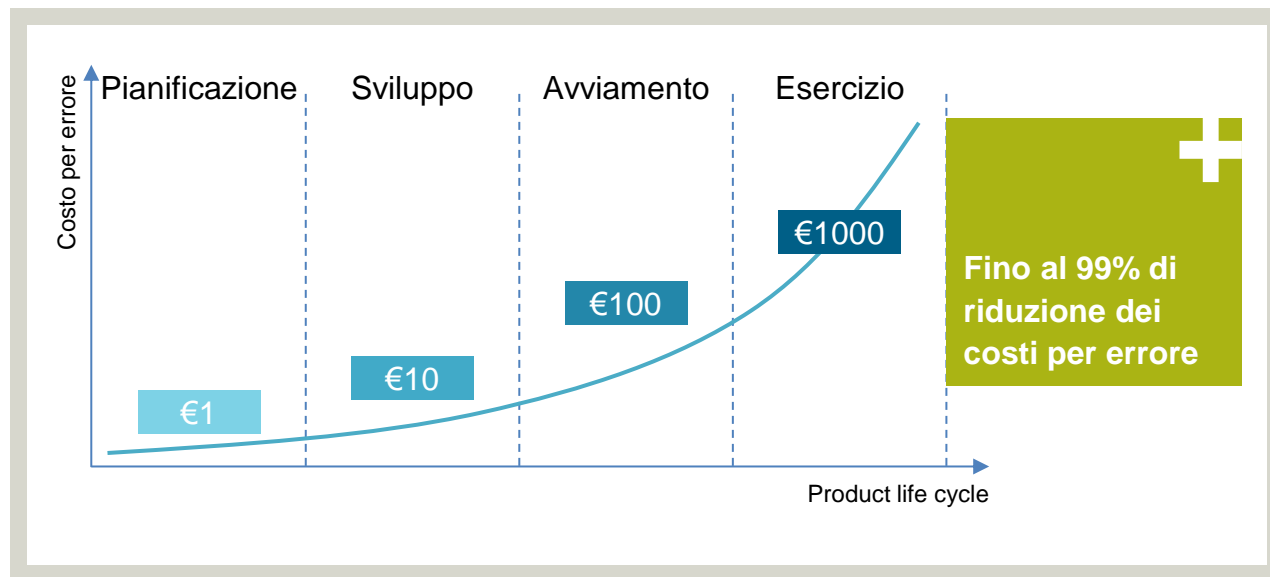 Costo per errore
Pianificazione
Sviluppo
Avviamento
Esercizio
€1
€10
€100
€1000
Fino al 99% di
riduzione dei
costi per errore
Product life cycle